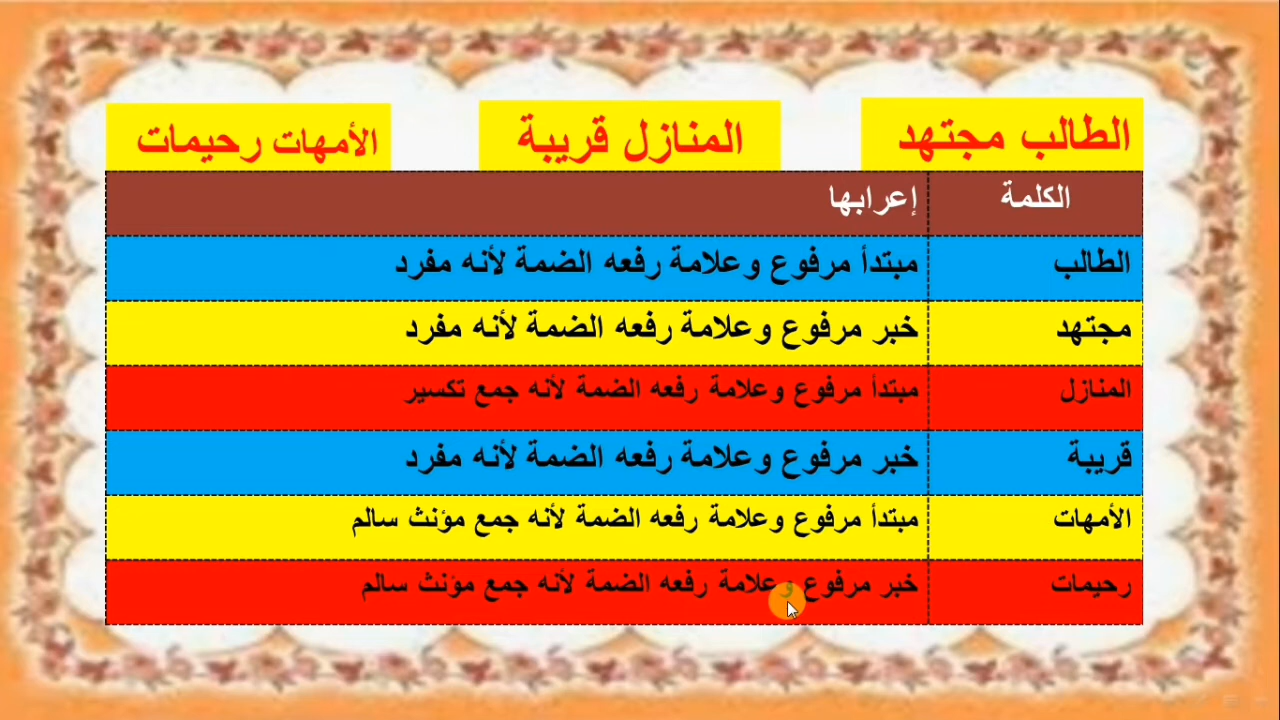 الطالب مجتهد
المنازل قريبة
الأمهات رحيمات
الكلمة إعرابها
الطالب مبتدأ مرفوع وعلامة رفعه الضمة لأنه مفرد
مجتهد خبر مرفوع وعلامة رفعه الضمة لأنه مفرد
المنازل مبتدأ مرفوع وعلامة رفعه الضمة لأنه جمع تكسير
قريبة خبر مرفوع وعلامة رفعه الضمة لأنه مفرد
الأمهات مبتدأ مرفوع وعلامة رفعه الضمة لأنه جمع مؤنث سالم
رحيمات خبر مرفوع وعلامة رفعه الضمة لأنه جمع مؤنث سالم